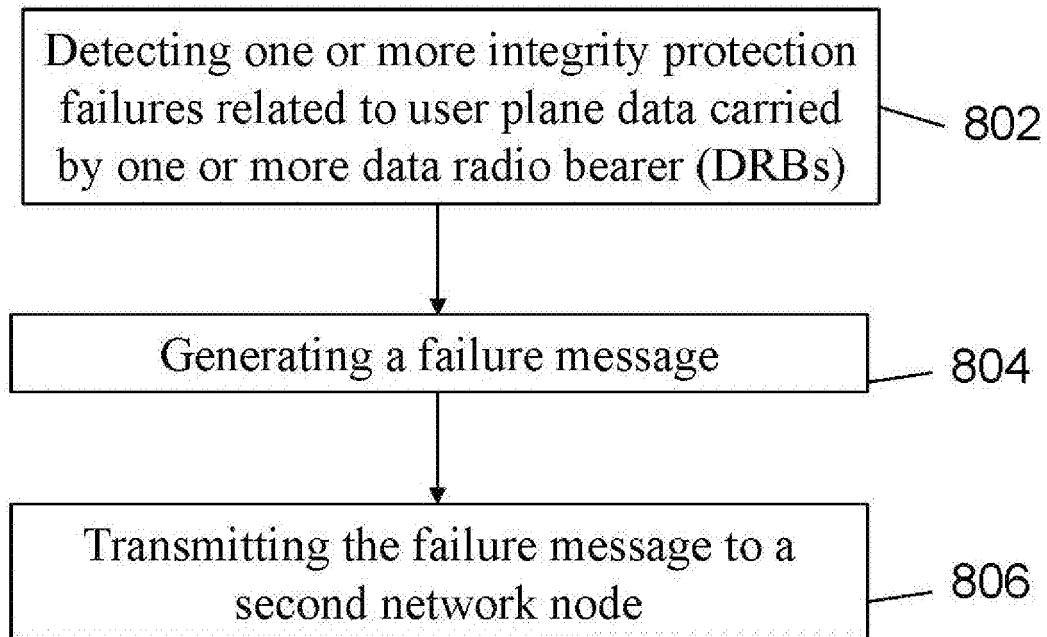 Detecting one or more integrity protection
failures related to user plane data carried
by one or more data radio bearer (DRBs)
802
Generating a failure message
804
Transmitting the failure message to a
second network node
806